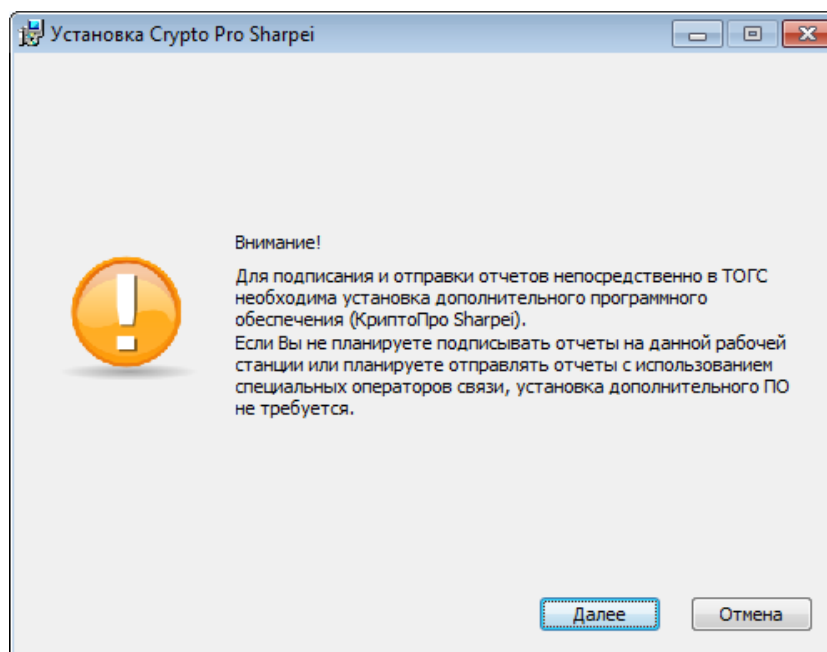 Установка Crypto Pro Sharpei
Внимание!
Для подписания и отправки отчетов непосредственно в ТОГС
необходима установка дополнительного программного
обеспечения (КриптоПро Sharpei).
Если Вы не планируете подписывать отчеты на данной рабочей
станции или планируете отправлять отчеты с использованием
специальных операторов связи, установка дополнительного ПО
не требуется.
Далее
Отмена